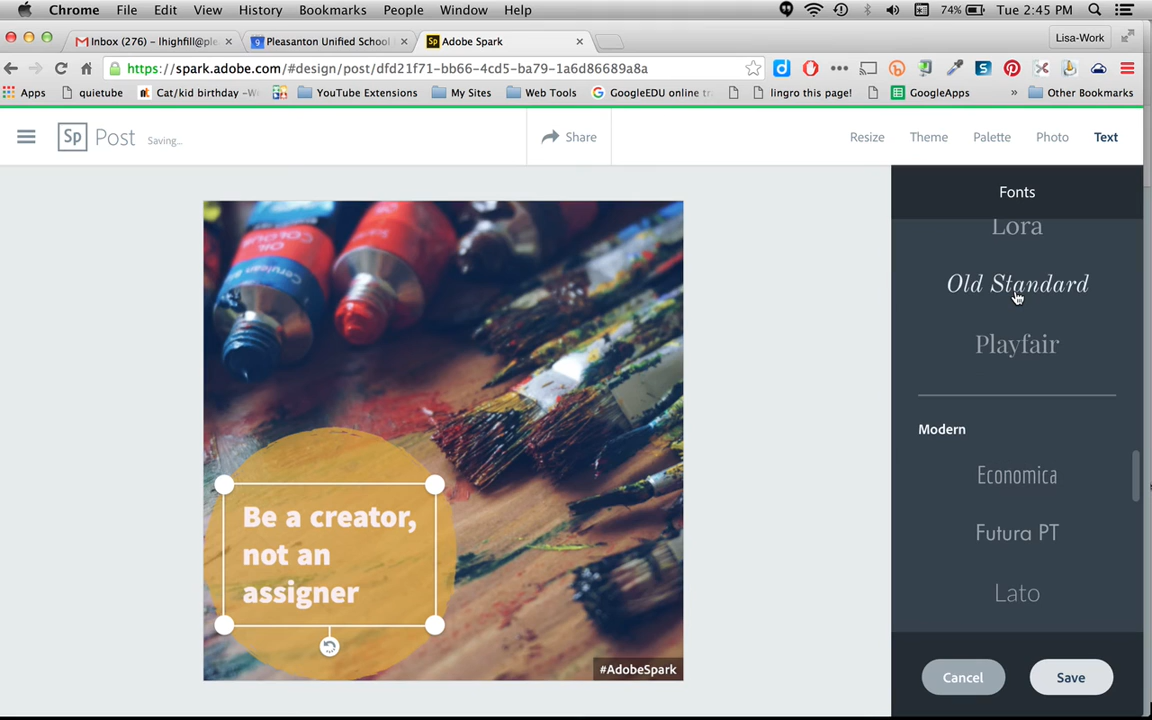 Chrome File Edit View History Bookmarks People Window Help 74% Tue 2:45 PM
Inbox (276) – lhighfill@ple Pleasanton Unified School Adobe Spark Lisa-Work
https://spark.adobe.com/#design/post/dfd21f71-bb66-4cd5-ba79-1a6d86689a8a
Apps quietube Cat/kid birthday – YouTube Extensions My Sites Web Tools GoogleEDU online lingro this page! GoogleApps » Other Bookmarks
Sp Post Saving... Share Resize Theme Palette Photo Text
Fonts
Lora
Old Standard
Playfair
Modern
Economica
Futura PT
Lato
Cancel Save
Be a creator,
not an
assigner
#AdobeSpark